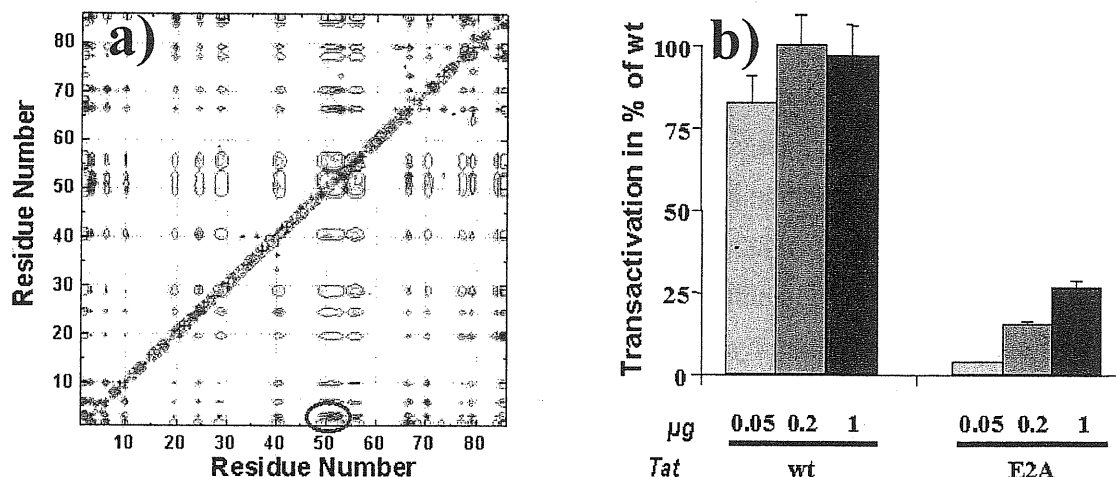 a)
Residue Number
80
70
60
50
40
30
20
10
10 20 30 40 50 60 70 80
Residue Number
b)
Transactivation in % of wt
100
75
50
25
0
µg 0.05 0.2 1 0.05 0.2 1
Tat wt E2A